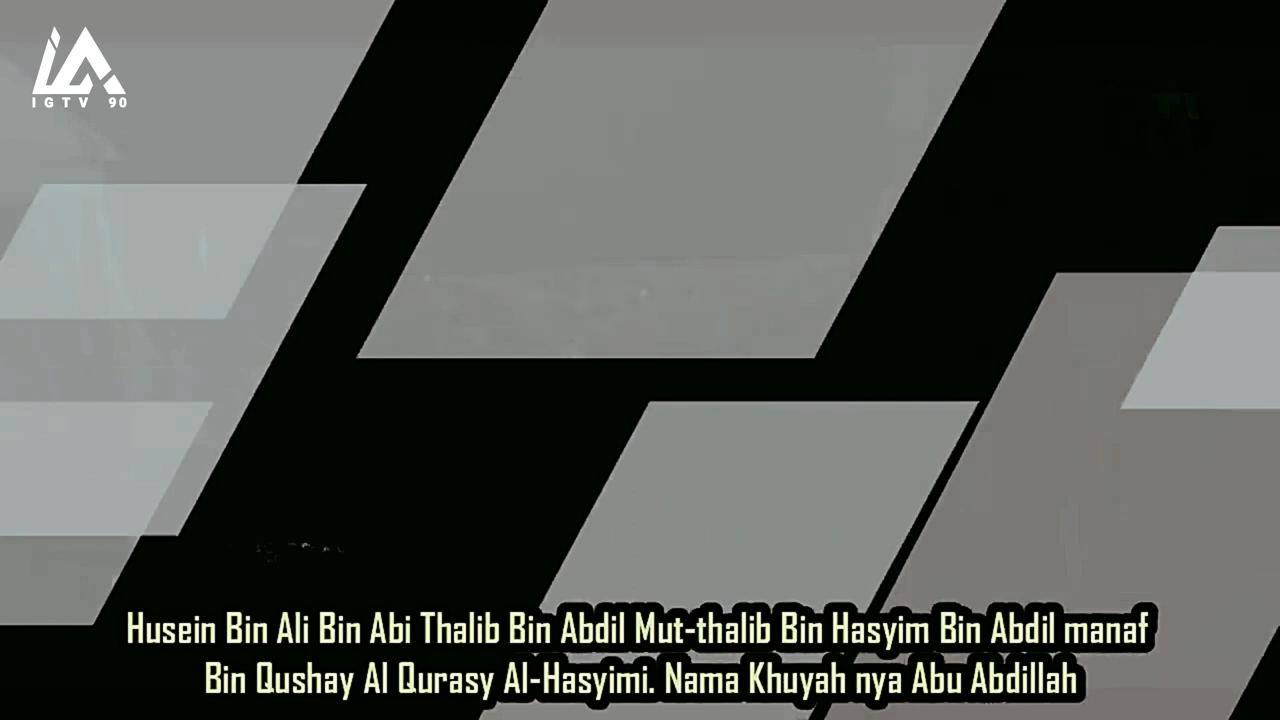 IGTV 90
Husein Bin Ali Bin Abi Thalib Bin Abdil Mut-thalib Bin Hasyim Bin Abdil manaf
Bin Qushay Al Qurasy Al-Hasyimi. Nama Khuyah nya Abu Abdillah